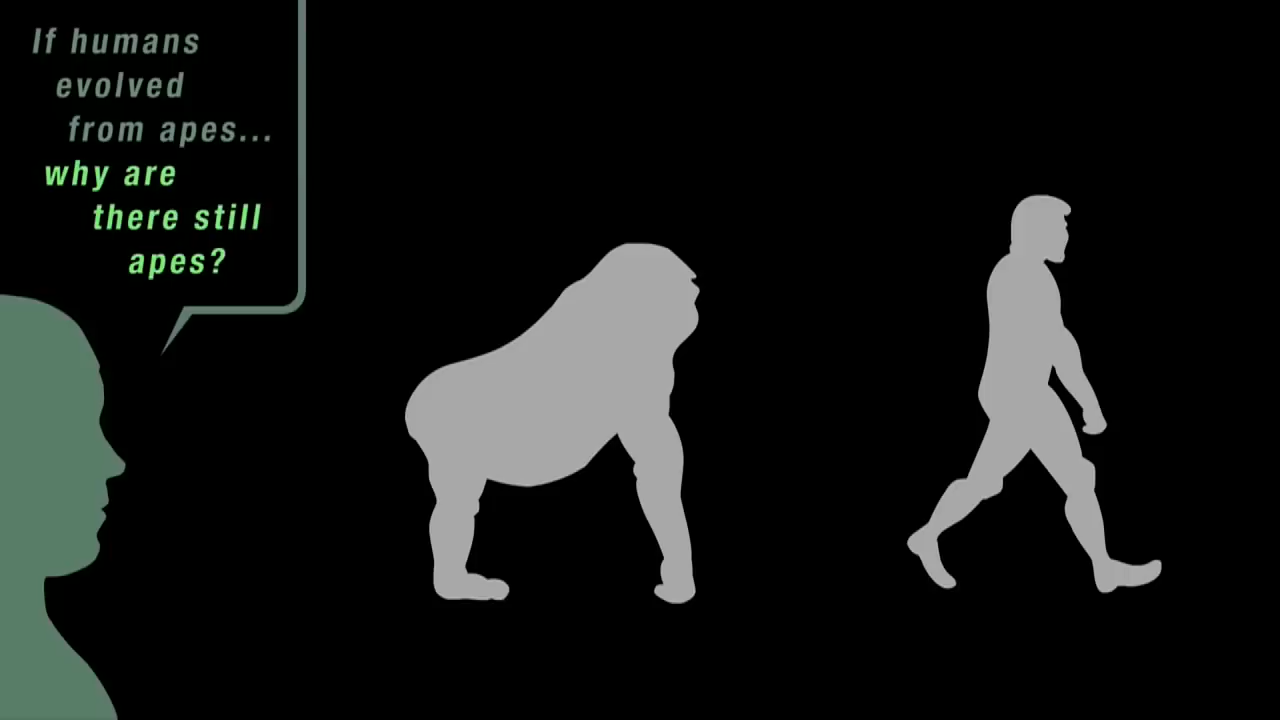 If humans
evolved
from apes...
why are
there still
apes?